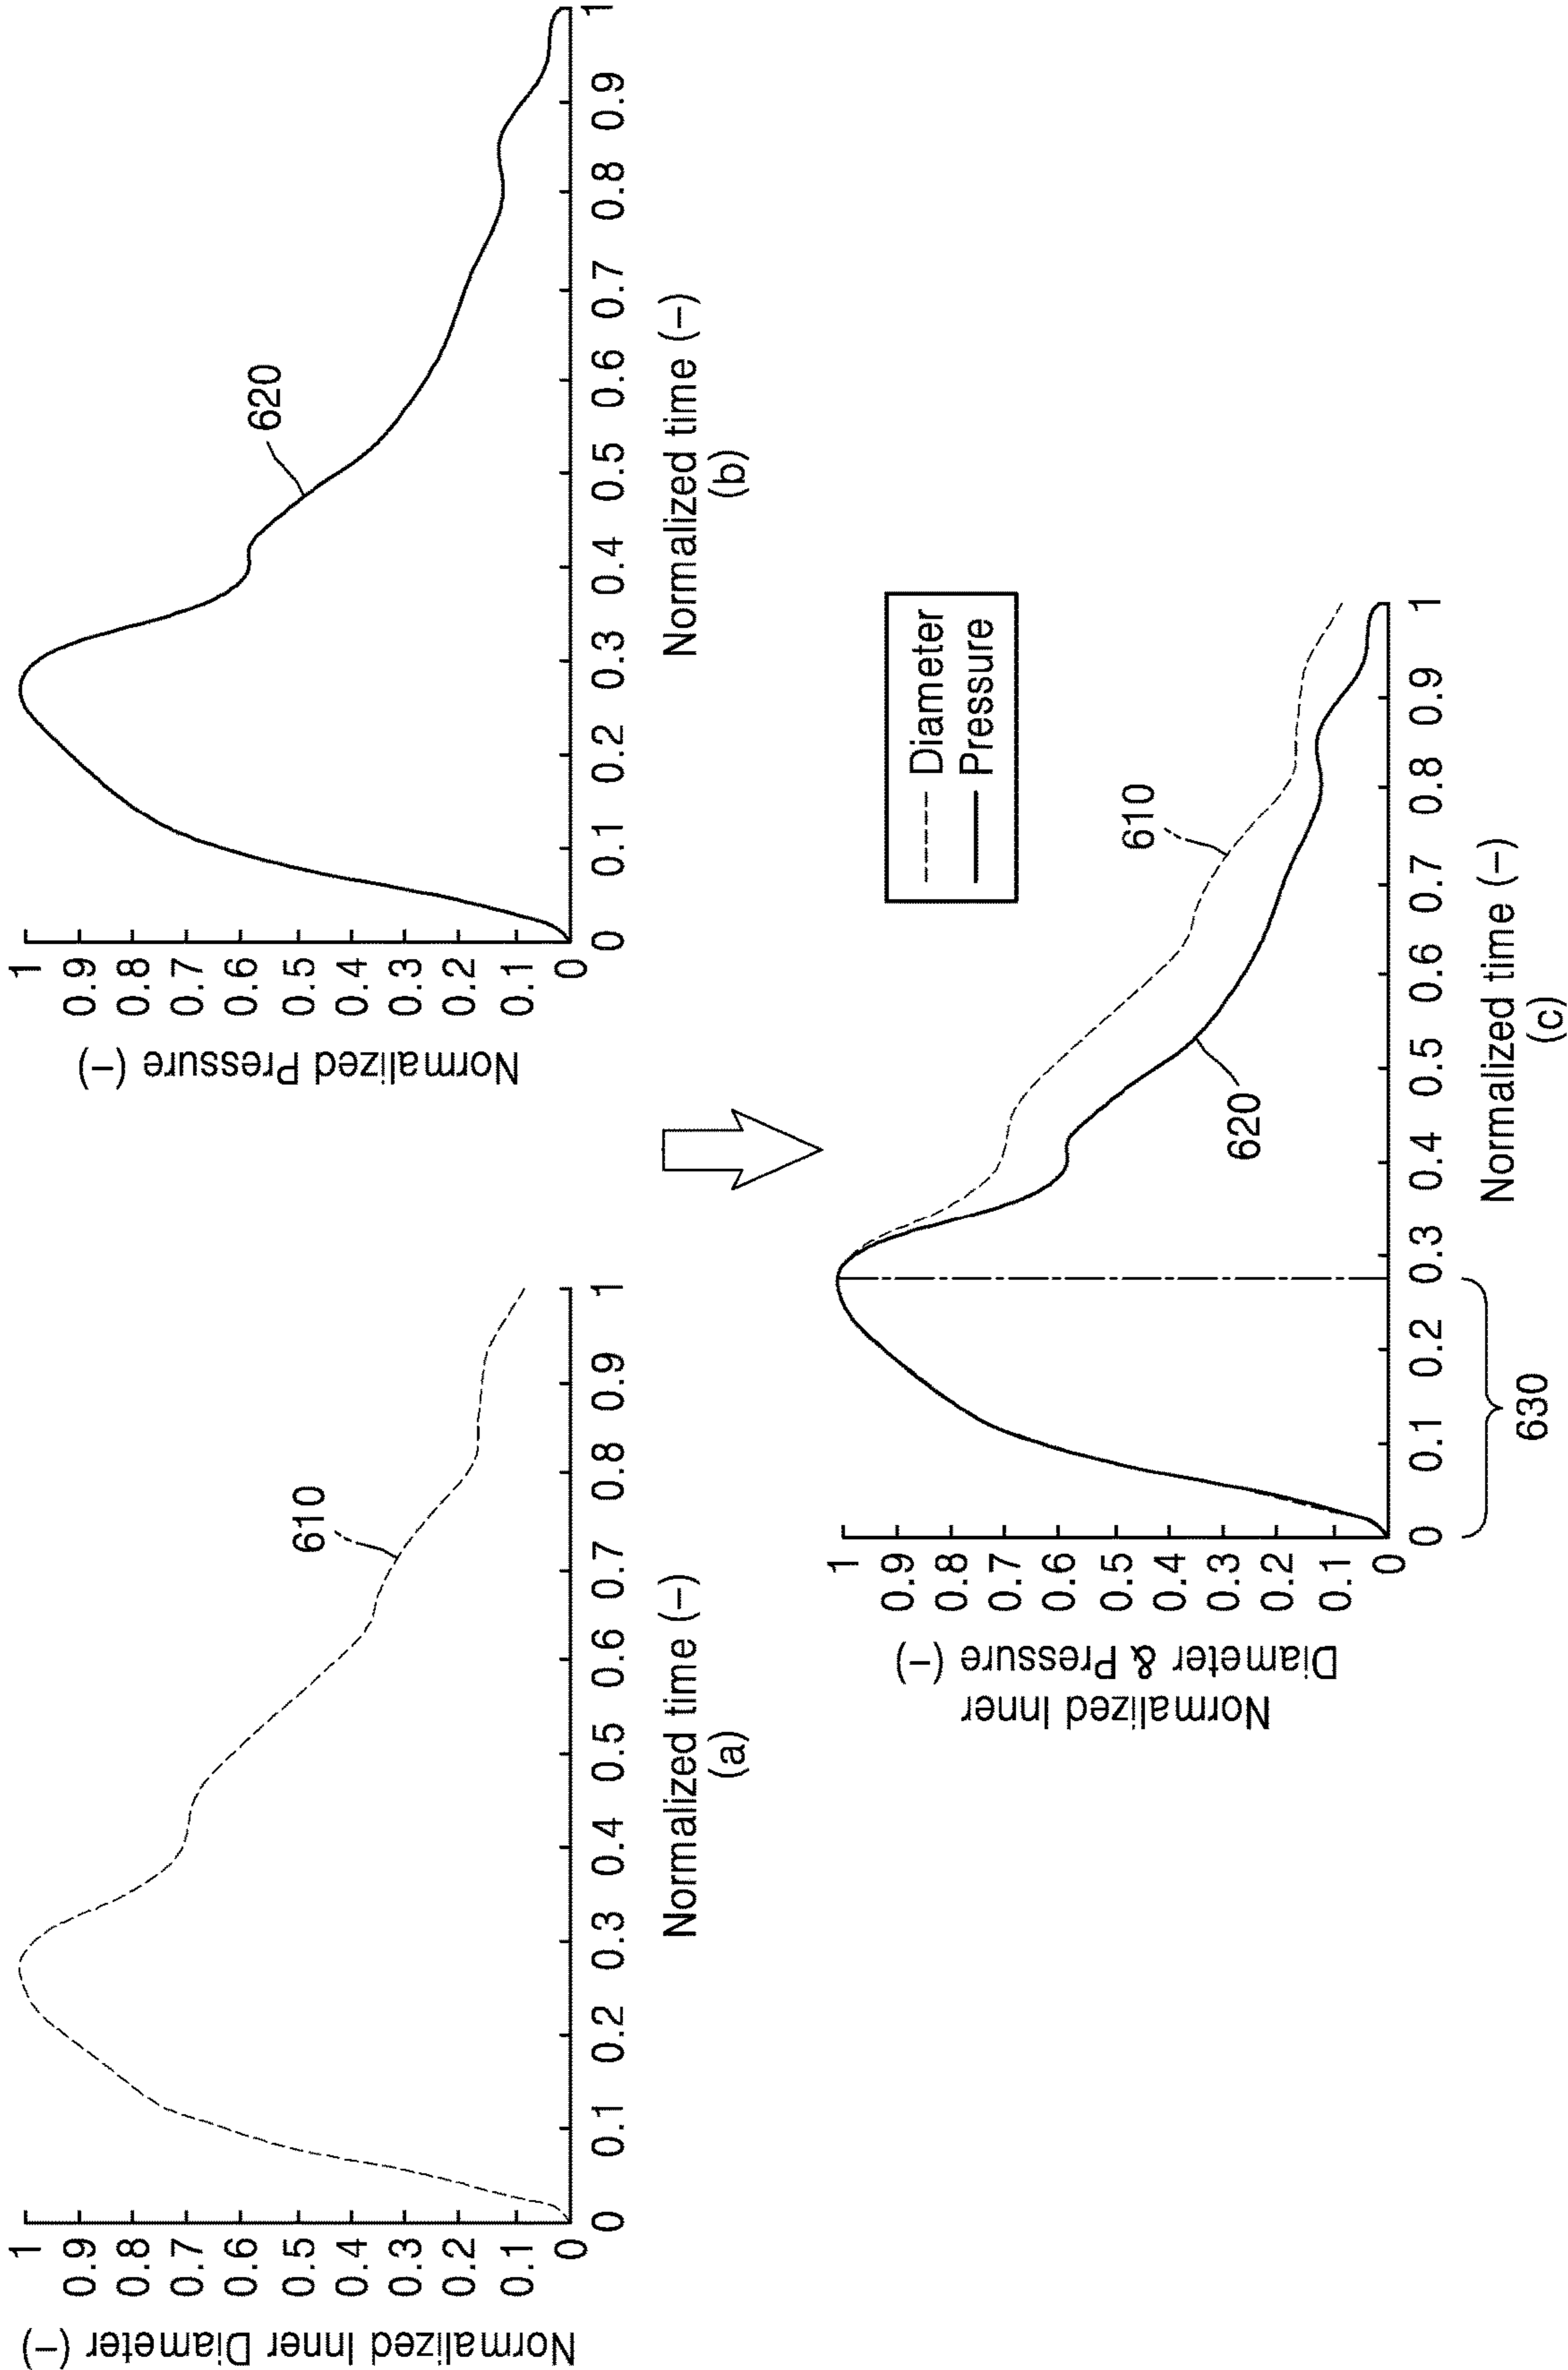 Normalized Inner Diameter (−)
1
0.9
0.8
0.7
0.6
0.5
0.4
0.3
0.2
0.1
0
610
0 0.1 0.2 0.3 0.4 0.5 0.6 0.7 0.8 0.9 1
Normalized time (−)
(a)
Normalized Pressure (−)
1
0.9
0.8
0.7
0.6
0.5
0.4
0.3
0.2
0.1
0
620
0 0.1 0.2 0.3 0.4 0.5 0.6 0.7 0.8 0.9 1
Normalized time (−)
(b)
Normalized Inner
Diameter & Pressure (−)
1
0.9
0.8
0.7
0.6
0.5
0.4
0.3
0.2
0.1
0
Diameter
Pressure
610
620
0 0.1 0.2 0.3 0.4 0.5 0.6 0.7 0.8 0.9 1
630
Normalized time (−)
(c)